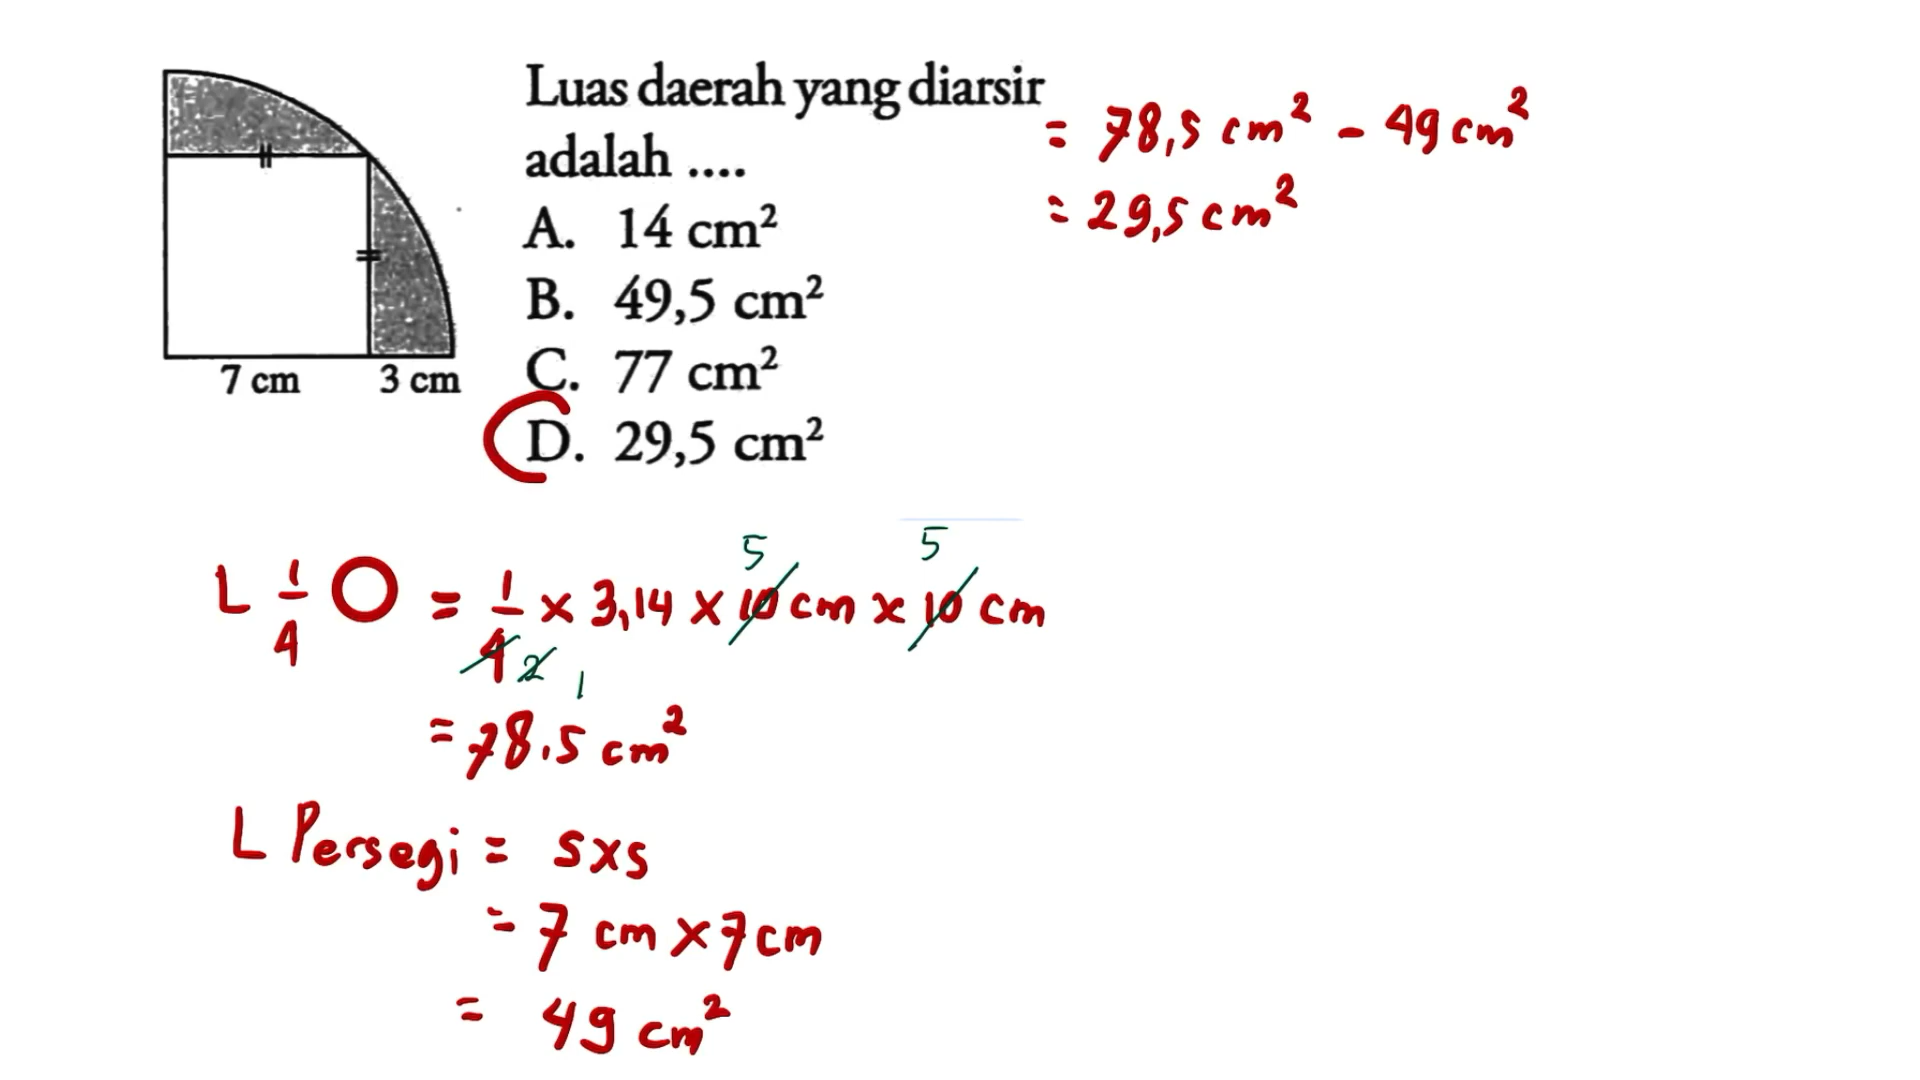 Luas daerah yang diarsir
adalah ....
= 78,5 cm² - 49 cm²
= 29,5 cm²
A. 14 cm²
B. 49,5 cm²
C. 77 cm²
D. 29,5 cm²
7 cm 3 cm
L 1/4 O = 1/4 x 3,14 x 10 cm x 10 cm
5 5
2 1
= 78,5 cm²
L Persegi = s x s
= 7 cm x 7 cm
= 49 cm²